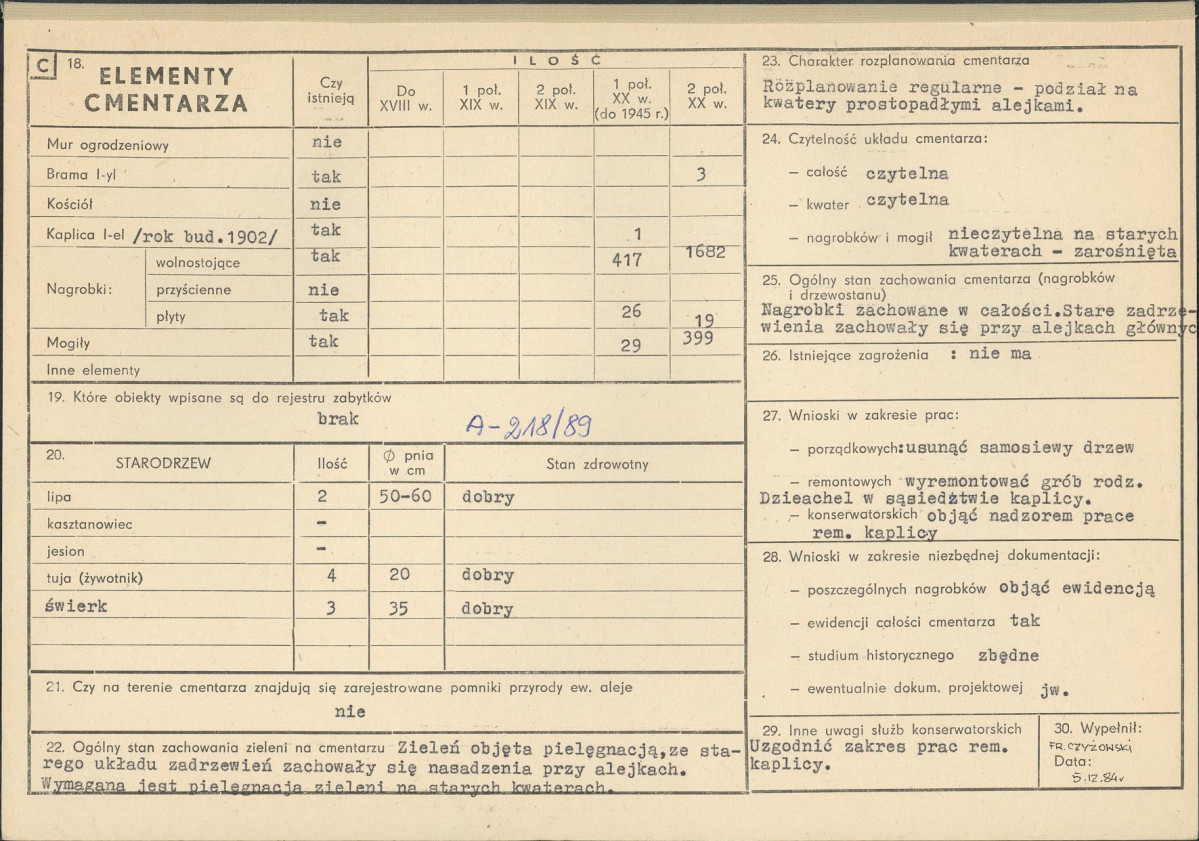 C 18. ELEMENTY CMENTARZA
Czy istnieją
ILOŚĆ
Do XVIII w.
1 poł. XIX w.
2 poł. XIX w.
1 poł. XX w. (do 1945 r.)
2 poł. XX w.
Mur ogrodzeniowy nie
Brama I-yl tak 3
Kościół nie
Kaplica I-el /rok bud.1902/ tak 1
Nagrobki:
wolnostojące tak 417 1682
przyścienne nie
płyty tak 26 19
Mogiły tak 29 399
Inne elementy
19. Które obiekty wpisane są do rejestru zabytków
brak A-218/89
20. STARODRZEW Ilość Ø pnia w cm Stan zdrowotny
lipa 2 50-60 dobry
kasztanowiec -
jesion -
tuja (żywotnik) 4 20 dobry
świerk 3 35 dobry
21. Czy na terenie cmentarza znajdują się zarejestrowane pomniki przyrody ew. aleje
nie
22. Ogólny stan zachowania zieleni na cmentarzu Zieleń objęta pielęgnacją,ze sta-
rego układu zadrzewień zachowały się nasadzenia przy alejkach.
Wymagana jest pielęgnacja zieleni na starych kwaterach.
23. Charakter rozplanowania cmentarza
Rozplanowanie regularne - podział na
kwatery prostopadłymi alejkami.
24. Czytelność układu cmentarza:
- całość czytelna
- kwater czytelna
- nagrobków i mogił nieczytelna na starych
kwaterach - zarośnięta
25. Ogólny stan zachowania cmentarza (nagrobków
i drzewostanu)
Nagrobki zachowane w całości.Stare zadrze-
wienia zachowały się przy alejkach głównyc
26. Istniejące zagrożenia : nie ma
27. Wnioski w zakresie prac:
- porządkowych:usunąć samosiewy drzew
- remontowych wyremontować grób rodz.
Dzieachel w sąsiedztwie kaplicy.
- konserwatorskich objąć nadzorem prace
rem. kaplicy
28. Wnioski w zakresie niezbędnej dokumentacji:
- poszczególnych nagrobków objąć ewidencją
- ewidencji całości cmentarza tak
- studium historycznego zbędne
- ewentualnie dokum. projektowej jw.
29. Inne uwagi służb konserwatorskich
Uzgodnić zakres prac rem.
kaplicy.
30. Wypełnił:
FR. CZYŻOWSKI
Data:
5.12.84r